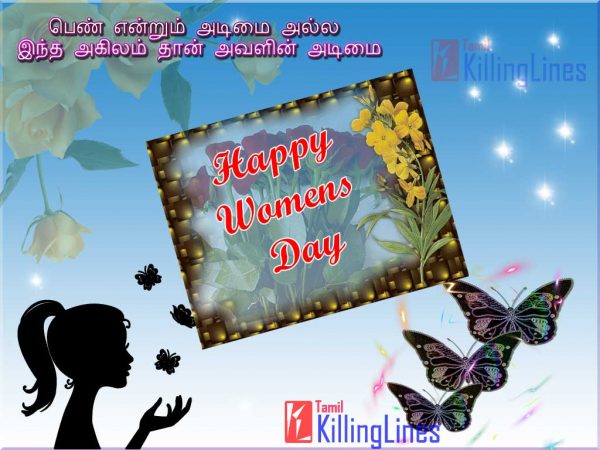 பெண் என்றும் அடிமை அல்ல
இந்த அகிலம் தான் அவளின் அடிமை
Tamil
KillingLines
Happy
Womens
Day
Tamil
KillingLines